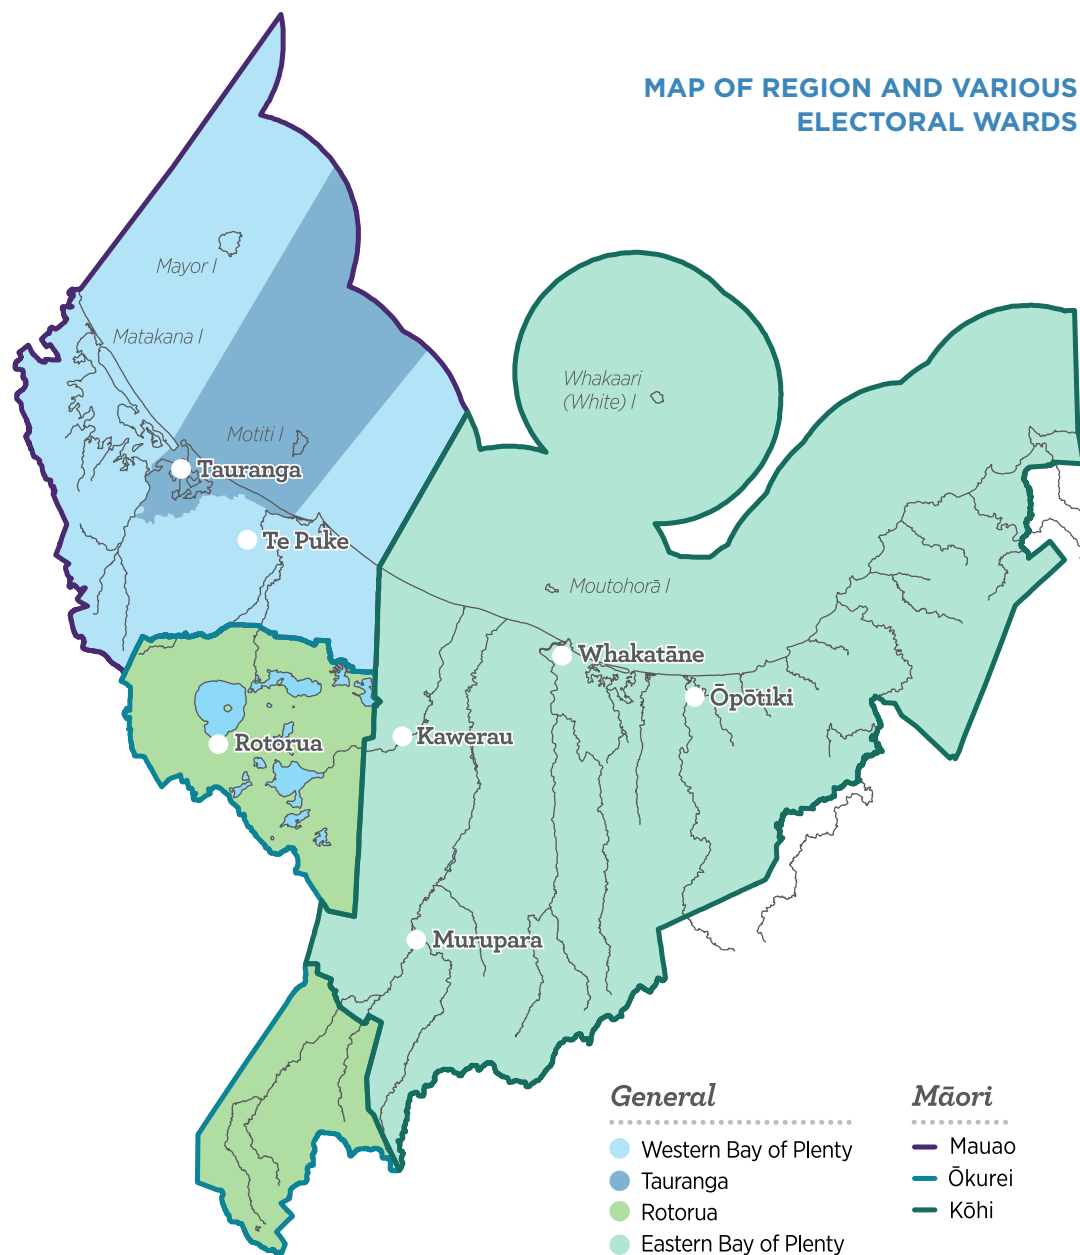 MAP OF REGION AND VARIOUS
ELECTORAL WARDS
Mayor I
Matakana I
Motiti I
Tauranga
Te Puke
Whakaari
(White) I
Moutohorā I
Whakatāne
Ōpōtiki
Rotorua
Kawerau
Murupara
General
Western Bay of Plenty
Tauranga
Rotorua
Eastern Bay of Plenty
Māori
Mauao
Ōkurei
Kōhi